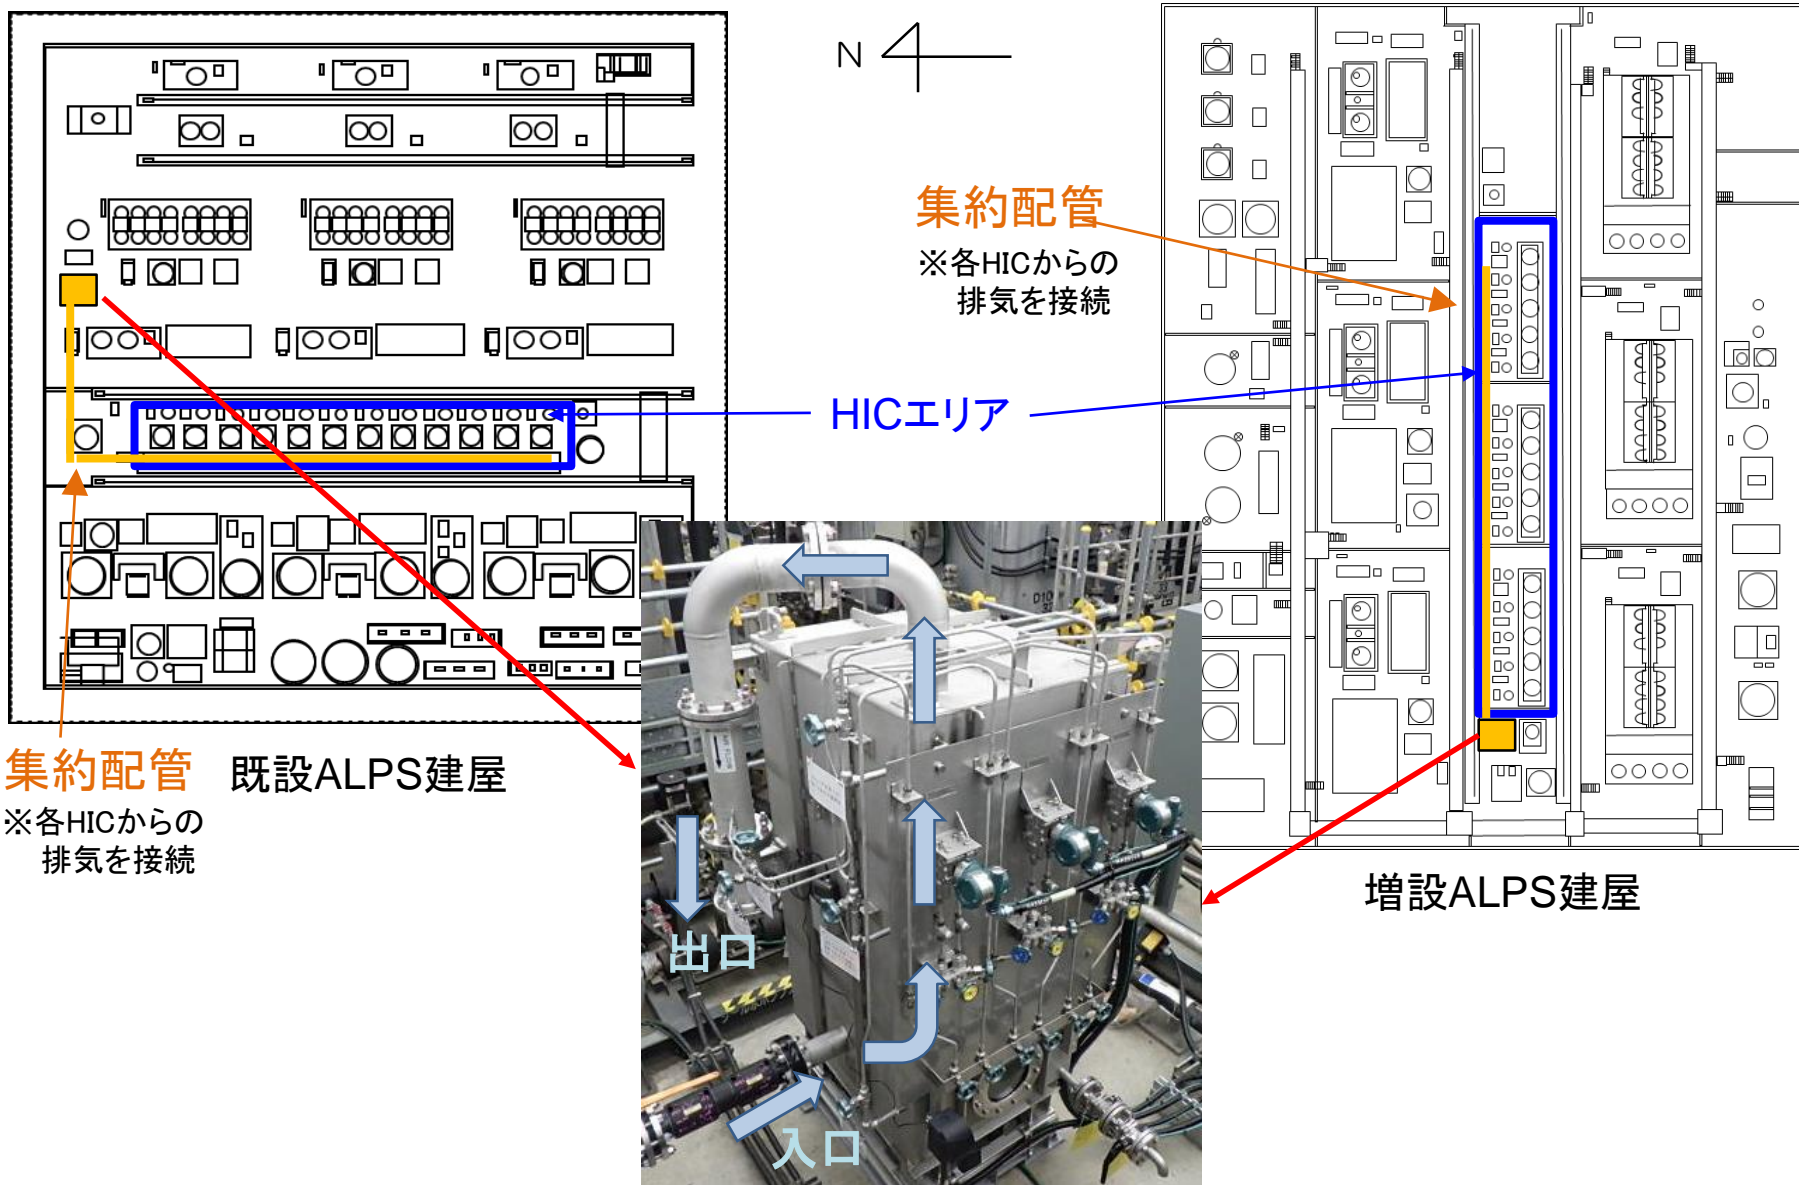 N
集約配管
※各HICからの
排気を接続
HICエリア
集約配管
※各HICからの
排気を接続
既設ALPS建屋
増設ALPS建屋
出口
入口